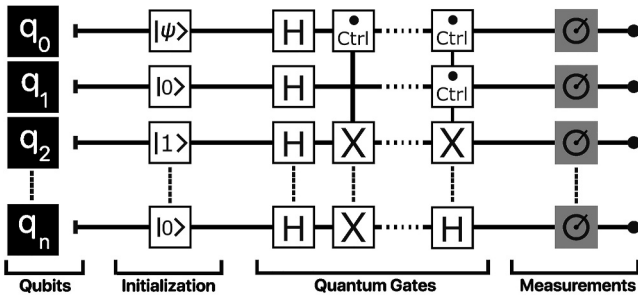 q₀ |ψ⟩ H Ctrl Ctrl
q₁ |0⟩ H Ctrl
q₂ |1⟩ H X X
qₙ |0⟩ H X H
Qubits Initialization Quantum Gates Measurements